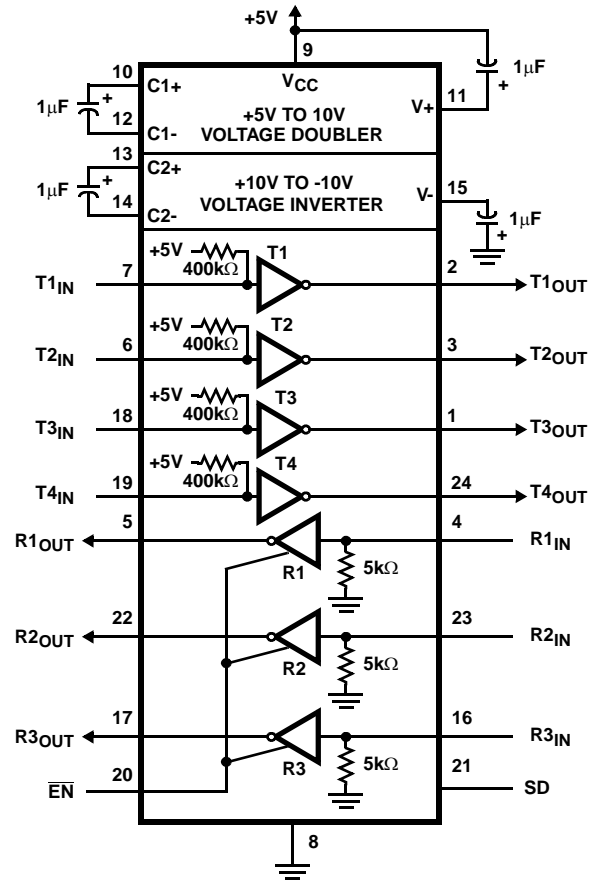 +5V
9
10
C1+
VCC
1μF
+
12
C1-
+5V TO 10V
VOLTAGE DOUBLER
V+
11
+
1μF
13
C2+
1μF
+
14
C2-
+10V TO -10V
VOLTAGE INVERTER
V-
15
1μF
+
+5V
400kΩ
T1
T1IN
7
2
T1OUT
+5V
400kΩ
T2
T2IN
6
3
T2OUT
+5V
400kΩ
T3
T3IN
18
1
T3OUT
+5V
400kΩ
T4
T4IN
19
24
T4OUT
R1OUT
5
R1
4
R1IN
5kΩ
R2OUT
22
R2
23
R2IN
5kΩ
R3OUT
17
R3
16
R3IN
5kΩ
E̅N̅
20
21
SD
8